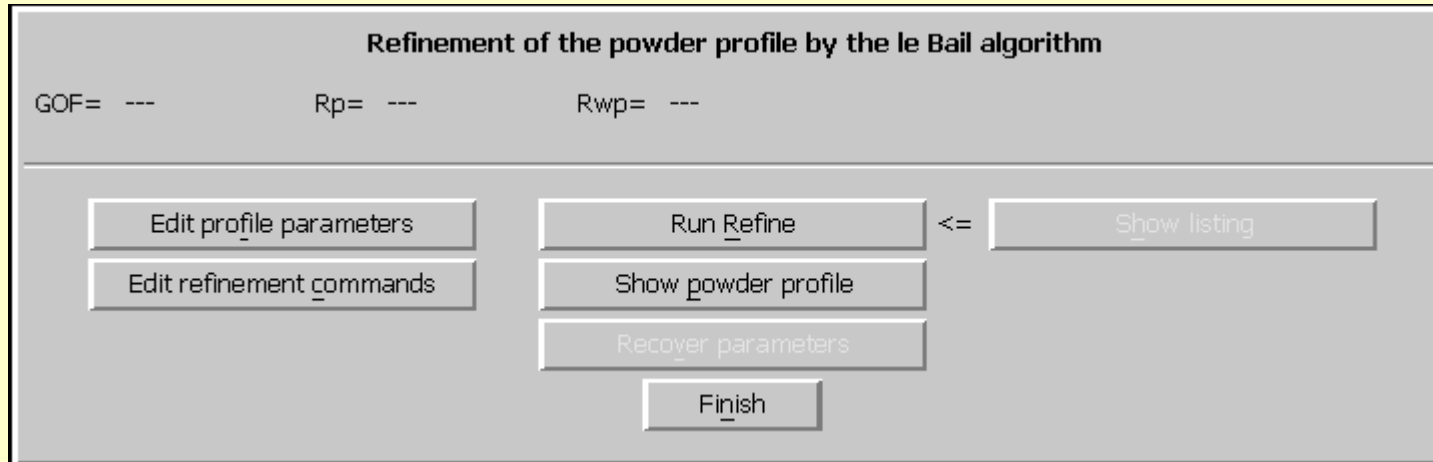 Refinement of the powder profile by the le Bail algorithm
GOF= --- Rp= --- Rwp= ---
Edit profile parameters Run Refine <= Show listing
Edit refinement commands Show powder profile
Recover parameters
Finish